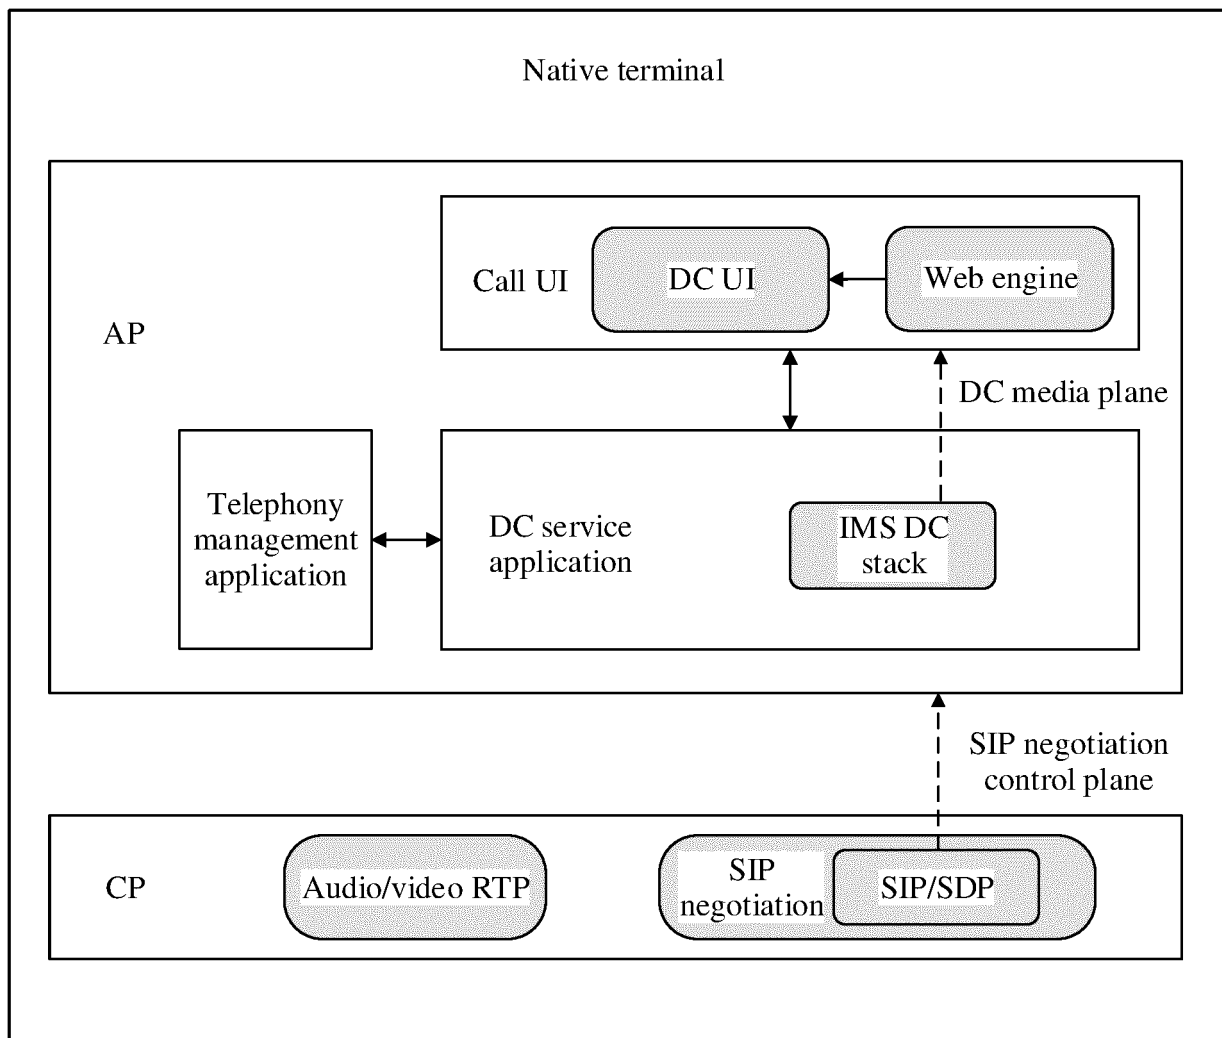 Native terminal
AP
Call UI
DC UI
Web engine
DC media plane
Telephony
management
application
DC service
application
IMS DC
stack
SIP negotiation
control plane
CP
Audio/video RTP
SIP
negotiation
SIP/SDP